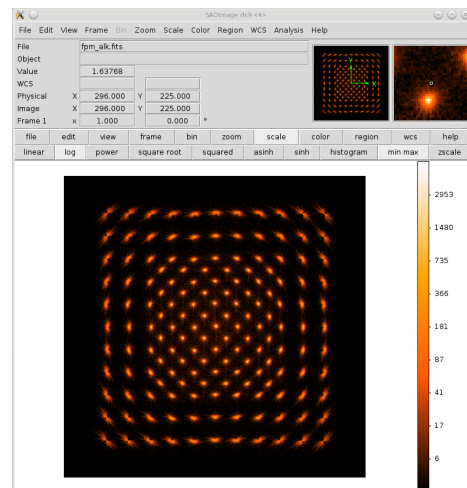 SAOImage ds9 <4>
File Edit View Frame Bin Zoom Scale Color Region WCS Analysis Help
File fpm_alk.fits
Object
Value 1.63768
WCS
Physical X 296.000 Y 225.000
Image X 296.000 Y 225.000
Frame 1 x 1.000 0.000 °
file edit view frame bin zoom scale color region wcs help
linear log power square root squared asinh sinh histogram min max zscale
Y
X
2953
1480
735
366
181
87
41
17
6